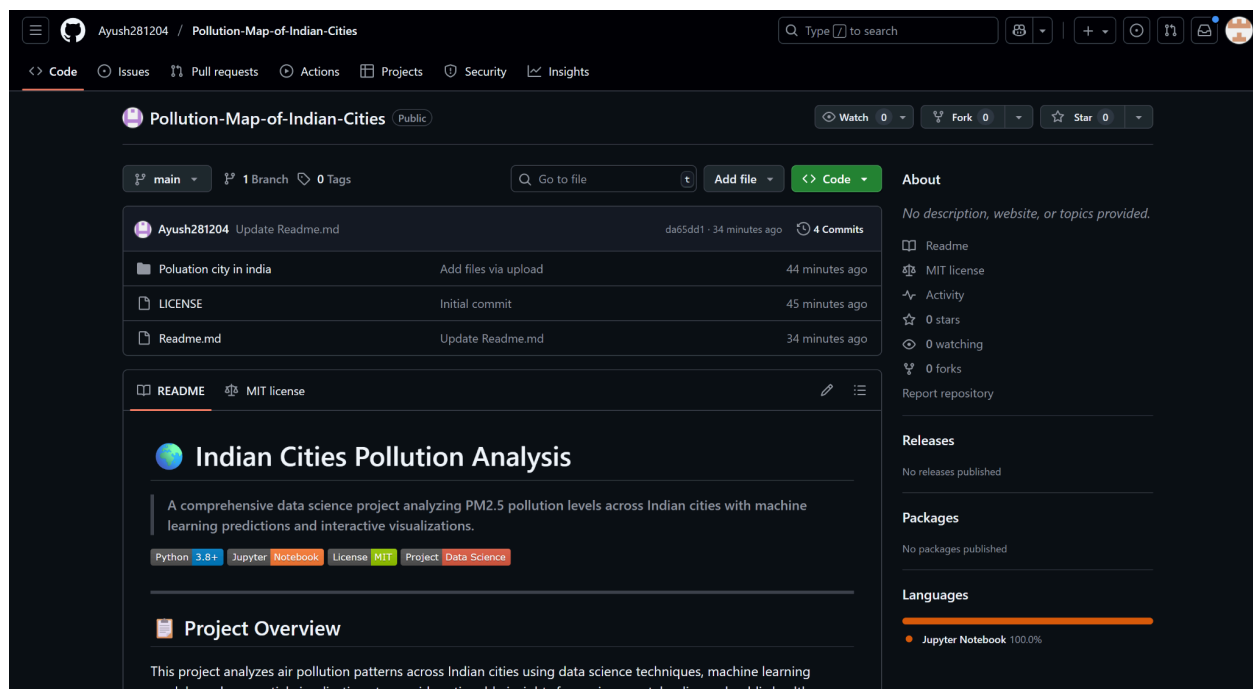 Ayush281204 / Pollution-Map-of-Indian-Cities
Type / to search
Code Issues Pull requests Actions Projects Security Insights
Pollution-Map-of-Indian-Cities Public
Watch 0 Fork 0 Star 0
main 1 Branch 0 Tags
Go to file t Add file Code
Ayush281204 Update Readme.md da65dd1 · 34 minutes ago 4 Commits
Poluation city in india Add files via upload 44 minutes ago
LICENSE Initial commit 45 minutes ago
Readme.md Update Readme.md 34 minutes ago
README MIT license
Indian Cities Pollution Analysis
A comprehensive data science project analyzing PM2.5 pollution levels across Indian cities with machine
learning predictions and interactive visualizations.
Python 3.8+ Jupyter Notebook License MIT Project Data Science
Project Overview
This project analyzes air pollution patterns across Indian cities using data science techniques, machine learning
About
No description, website, or topics provided.
Readme
MIT license
Activity
0 stars
0 watching
0 forks
Report repository
Releases
No releases published
Packages
No packages published
Languages
Jupyter Notebook 100.0%